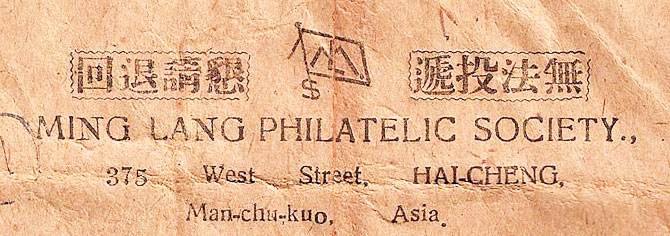 無法投遞 懇請退回
MING LANG PHILATELIC SOCIETY.,
375 West Street, HAI-CHENG,
Man-chu-kuo, Asia